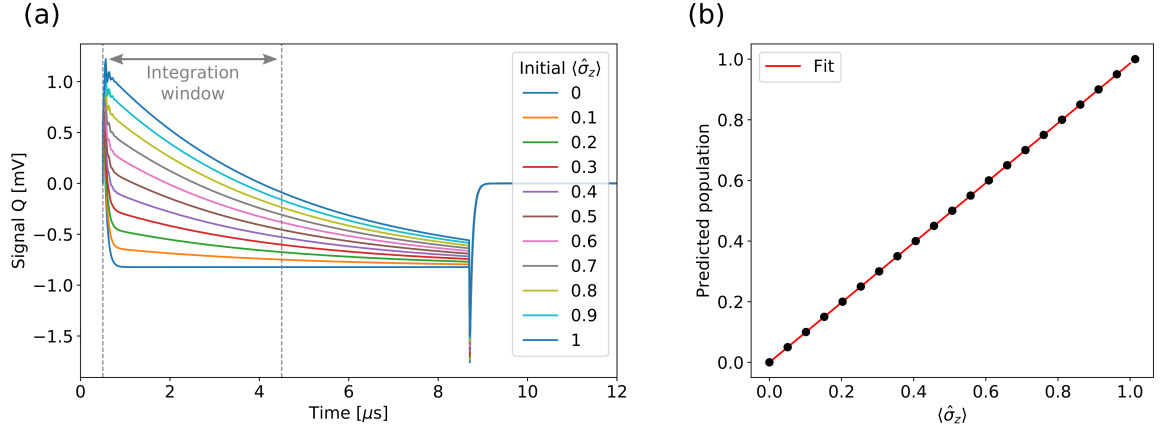 (a)
Signal Q [mV]
1.0
0.5
0.0
−0.5
−1.0
−1.5
Integration
window
Initial ⟨σ̂z⟩
0
0.1
0.2
0.3
0.4
0.5
0.6
0.7
0.8
0.9
1
0 2 4 6 8 10 12
Time [μs]
(b)
Predicted population
1.0
0.8
0.6
0.4
0.2
0.0
Fit
0.0 0.2 0.4 0.6 0.8 1.0
⟨σ̂z⟩